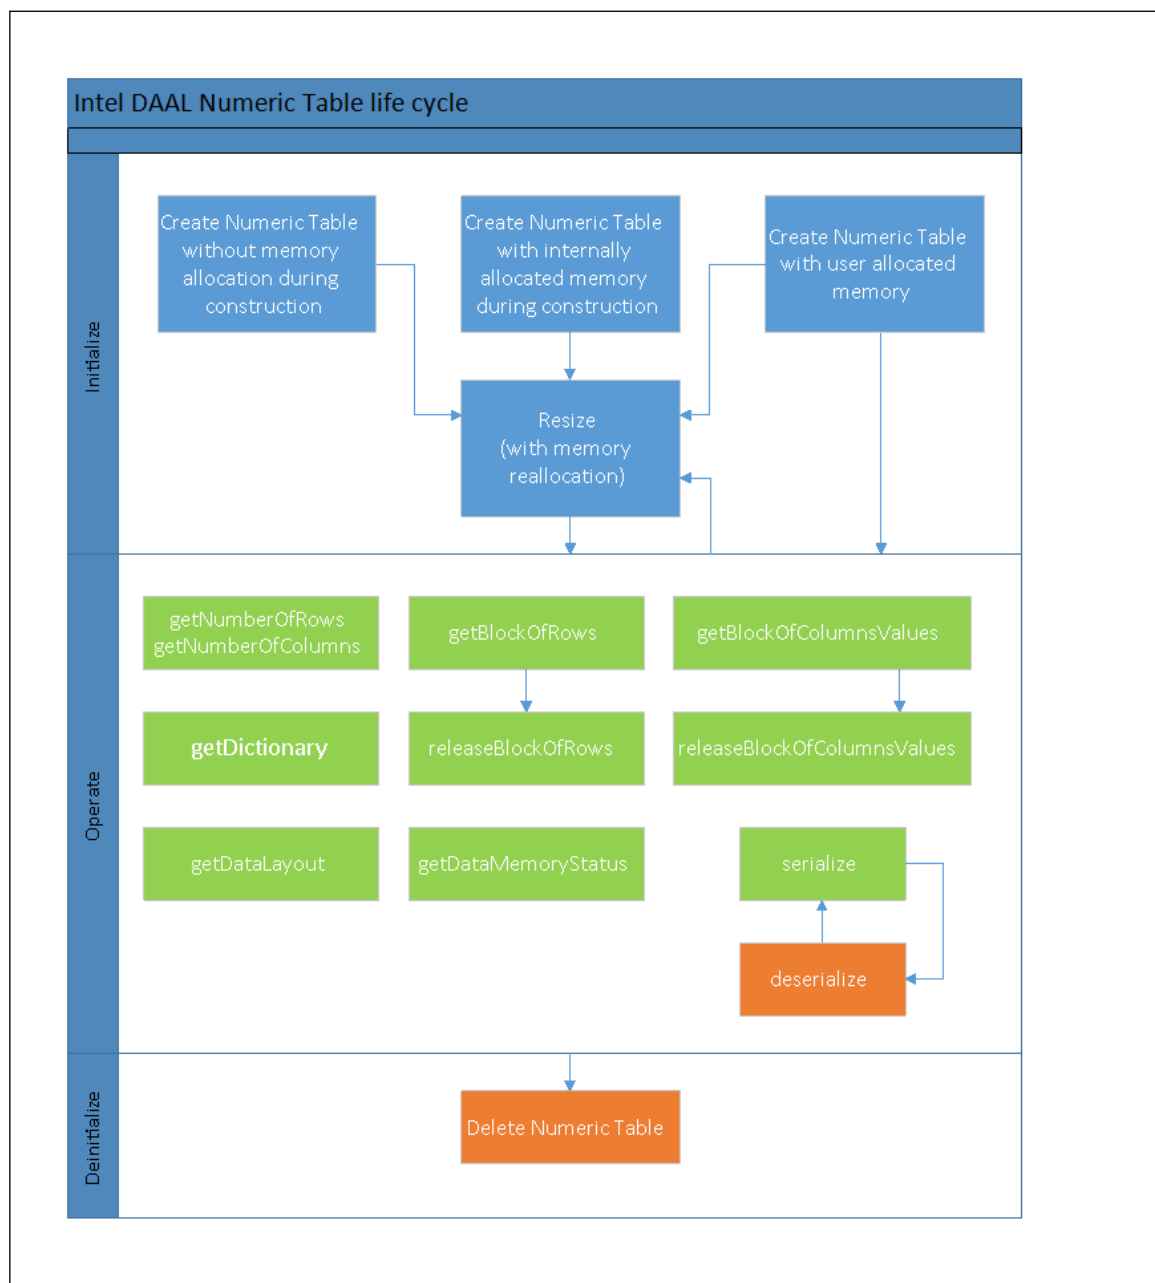 Intel DAAL Numeric Table life cycle
Initialize
Create Numeric Table
without memory
allocation during
construction
Create Numeric Table
with internally
allocated memory
during construction
Create Numeric Table
with user allocated
memory
Resize
(with memory
reallocation)
Operate
getNumberOfRows
getNumberOfColumns
getBlockOfRows
getBlockOfColumnsValues
getDictionary
releaseBlockOfRows
releaseBlockOfColumnsValues
getDataLayout
getDataMemoryStatus
serialize
deserialize
Deinitialize
Delete Numeric Table